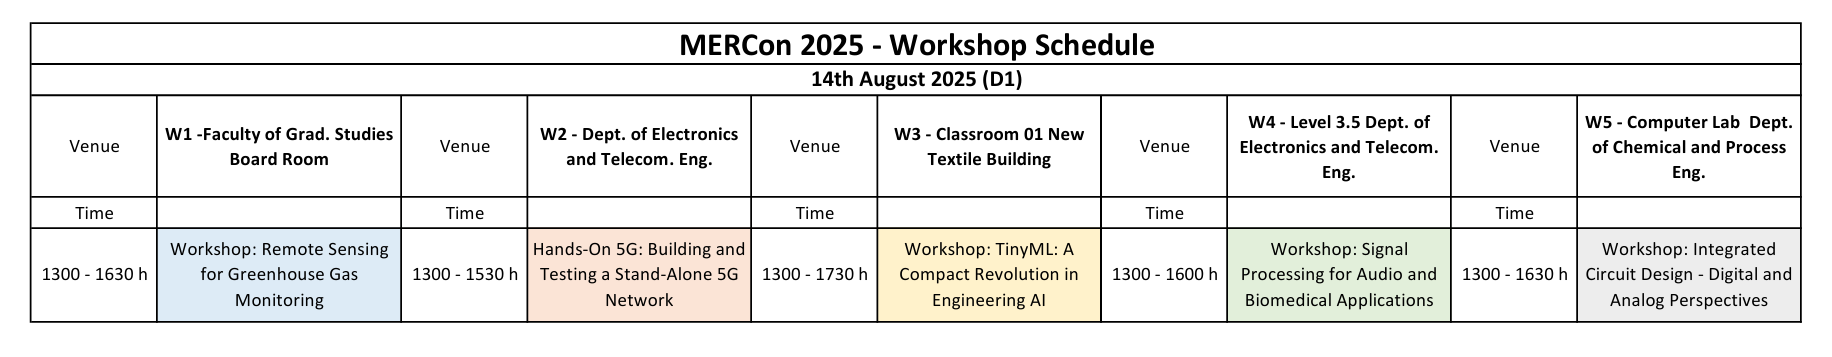 MERCon 2025 - Workshop Schedule
14th August 2025 (D1)
Venue
W1 -Faculty of Grad. Studies
Board Room
Venue
W2 - Dept. of Electronics
and Telecom. Eng.
Venue
W3 - Classroom 01 New
Textile Building
Venue
W4 - Level 3.5 Dept. of
Electronics and Telecom.
Eng.
Venue
W5 - Computer Lab  Dept.
of Chemical and Process
Eng.
Time
Time
Time
Time
Time
1300 - 1630 h
Workshop: Remote Sensing
for Greenhouse Gas
Monitoring
1300 - 1530 h
Hands-On 5G: Building and
Testing a Stand-Alone 5G
Network
1300 - 1730 h
Workshop: TinyML: A
Compact Revolution in
Engineering AI
1300 - 1600 h
Workshop: Signal
Processing for Audio and
Biomedical Applications
1300 - 1630 h
Workshop: Integrated
Circuit Design - Digital and
Analog Perspectives